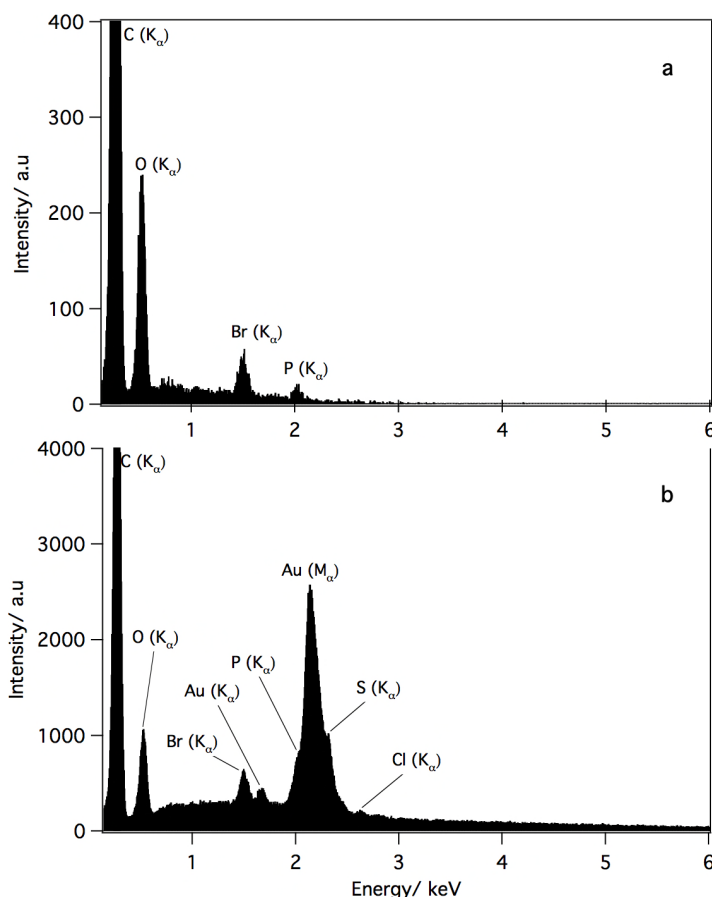 400
C (Kα)
a
300
O (Kα)
Intensity/ a.u
200
100
Br (Kα)
P (Kα)
0
1 2 3 4 5 6
4000
C (Kα)
b
3000
Au (Mα)
Intensity/ a.u
2000
O (Kα)
P (Kα)
Au (Kα)
S (Kα)
1000
Br (Kα)
Cl (Kα)
0
1 2 3 4 5 6
Energy/ keV